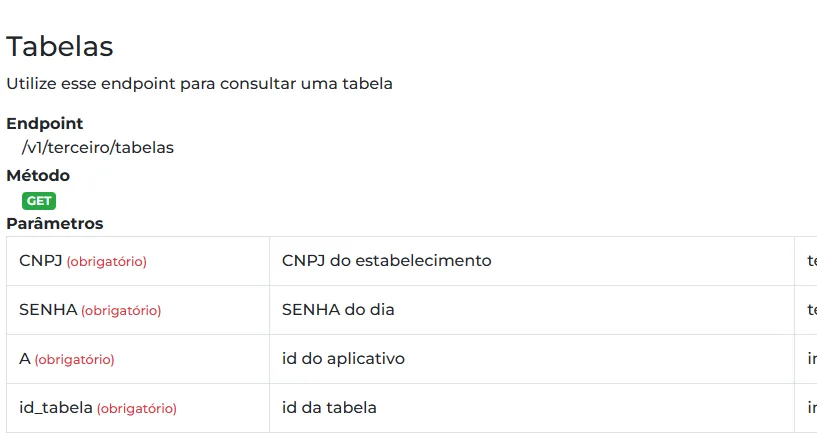 Tabelas
Utilize esse endpoint para consultar uma tabela
Endpoint
/v1/terceiro/tabelas
Método
GET
Parâmetros
CNPJ (obrigatório) CNPJ do estabelecimento
SENHA (obrigatório) SENHA do dia
A (obrigatório) id do aplicativo
id_tabela (obrigatório) id da tabela